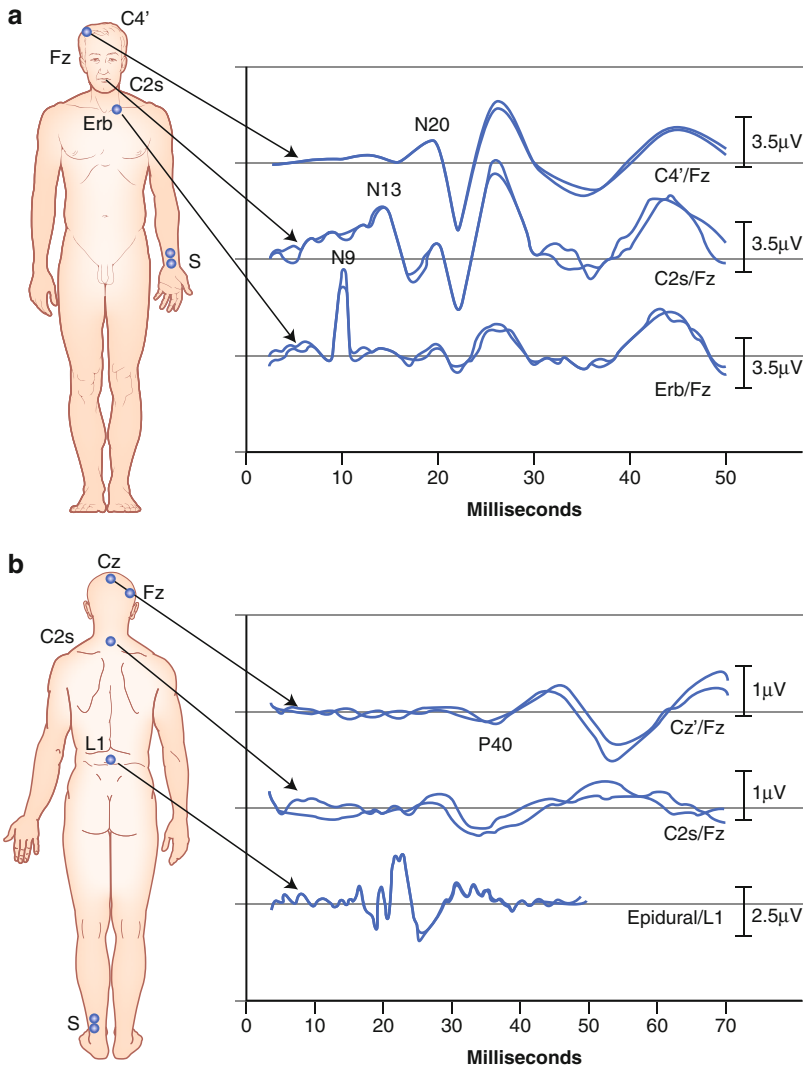 a
C4'
Fz
C2s
Erb
S
N20
3.5µV
C4'/Fz
N13
3.5µV
C2s/Fz
N9
3.5µV
Erb/Fz
0 10 20 30 40 50
Milliseconds
b
Cz
Fz
C2s
L1
S
1µV
Cz'/Fz
P40
1µV
C2s/Fz
Epidural/L1
2.5µV
0 10 20 30 40 50 60 70
Milliseconds